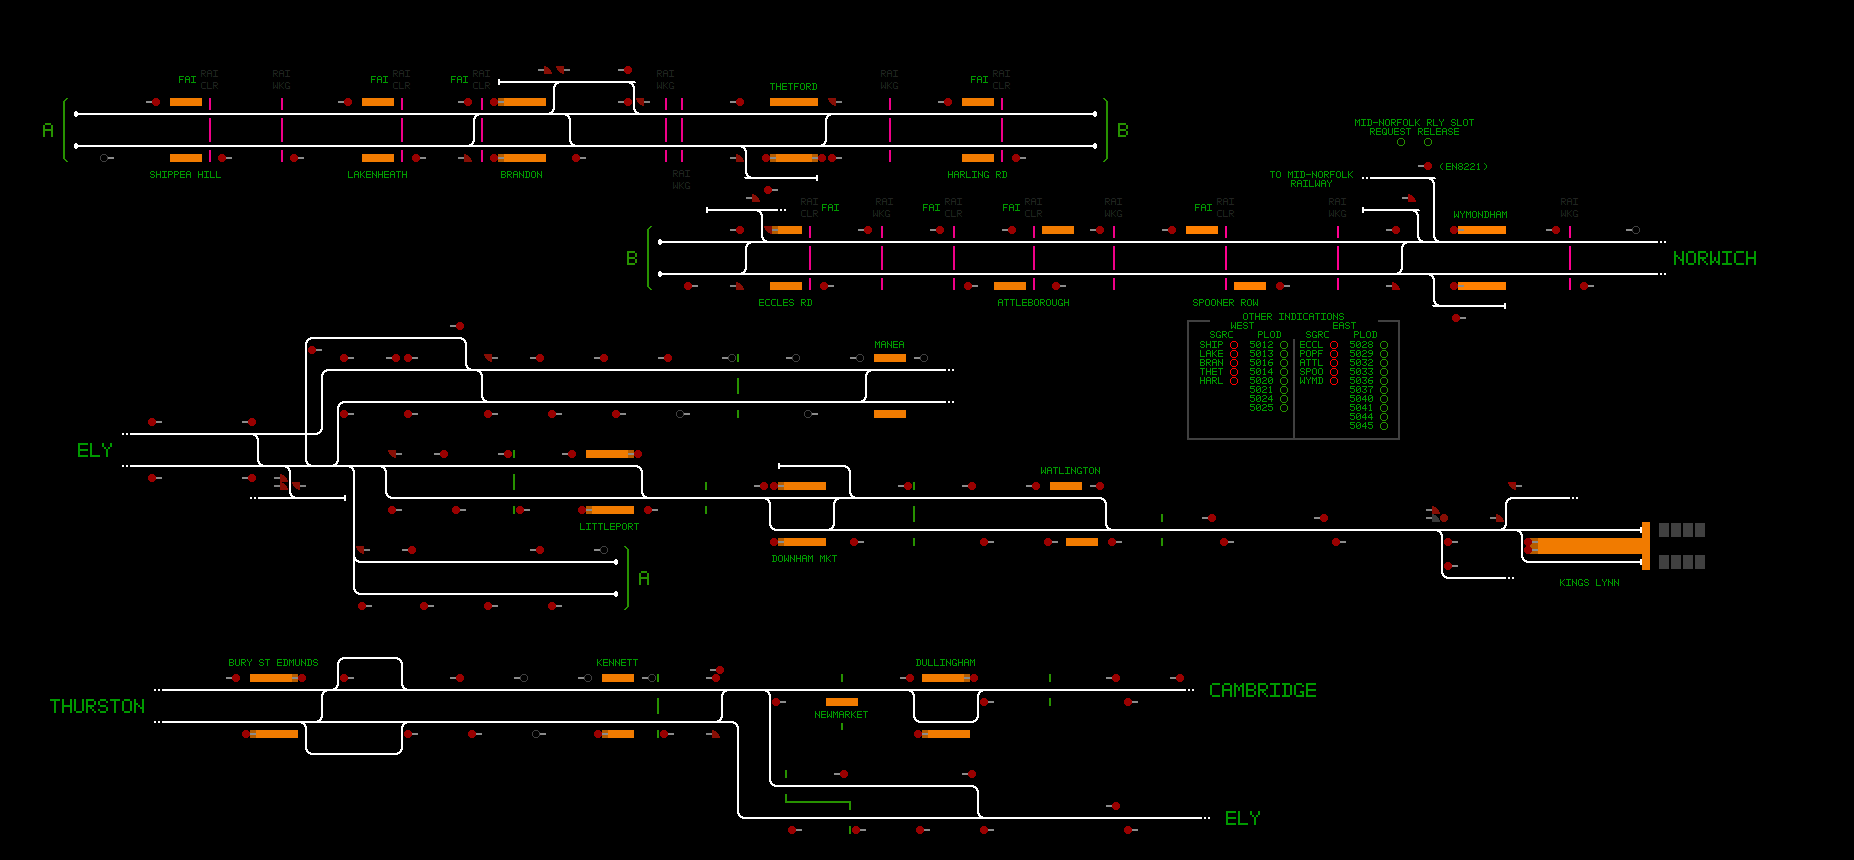 FAI RAI CLR
RAI WKG
FAI RAI CLR
FAI RAI CLR
RAI WKG
THETFORD
RAI WKG
FAI RAI CLR
A
B
SHIPPEA HILL
LAKENHEATH
BRANDON
RAI WKG
HARLING RD
MID-NORFOLK RLY SLOT
REQUEST RELEASE
(EN8221)
TO MID-NORFOLK
RAILWAY
RAI CLR FAI
RAI WKG
FAI RAI CLR
FAI RAI CLR
RAI WKG
FAI RAI CLR
RAI WKG
WYMONDHAM
RAI WKG
B
NORWICH
ECCLES RD
ATTLEBOROUGH
SPOONER ROW
OTHER INDICATIONS
WEST EAST
SGRC PLOD SGRC PLOD
SHIP 5012 ECCL 5028
LAKE 5013 POPF 5029
BRAN 5016 ATTL 5032
THET 5014 SPOO 5033
HARL 5020 WYMD 5036
5021 5037
5024 5040
5025 5041
5044
5045
MANEA
ELY
LITTLEPORT
WATLINGTON
DOWNHAM MKT
A
KINGS LYNN
BURY ST EDMUNDS
KENNETT
DULLINGHAM
THURSTON
NEWMARKET
CAMBRIDGE
ELY